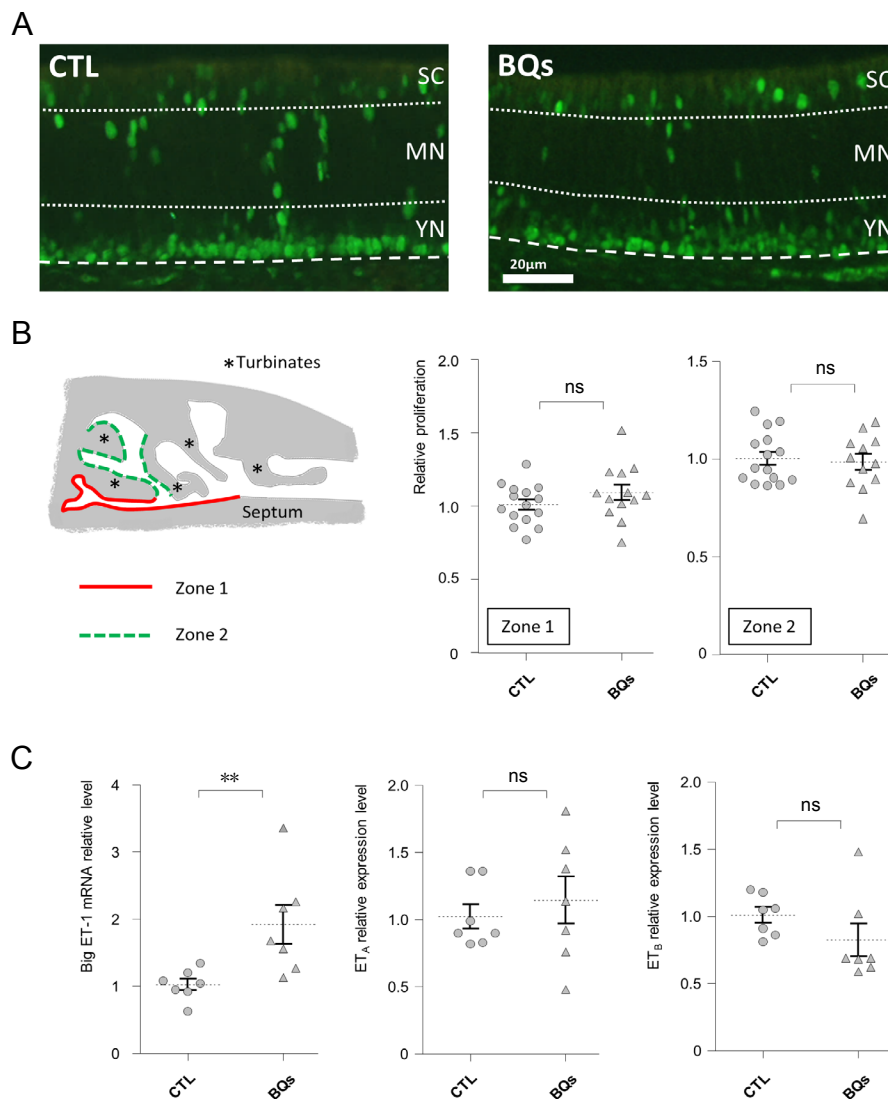 A
CTL
SC
MN
YN
BQs
SC
MN
YN
20µm
B
*Turbinates
* * * * *
Septum
Zone 1
Zone 2
Relative proliferation
2.0
1.5
1.0
0.5
0
ns
Zone 1
CTL
BQs
1.5
1.0
0.5
0
ns
Zone 2
CTL
BQs
C
Big ET-1 mRNA relative level
4
3
2
1
0
**
CTL
BQs
ET_A relative expression level
2.0
1.5
1.0
0.5
0
ns
CTL
BQs
ET_B relative expression level
2.0
1.5
1.0
0.5
0
ns
CTL
BQs